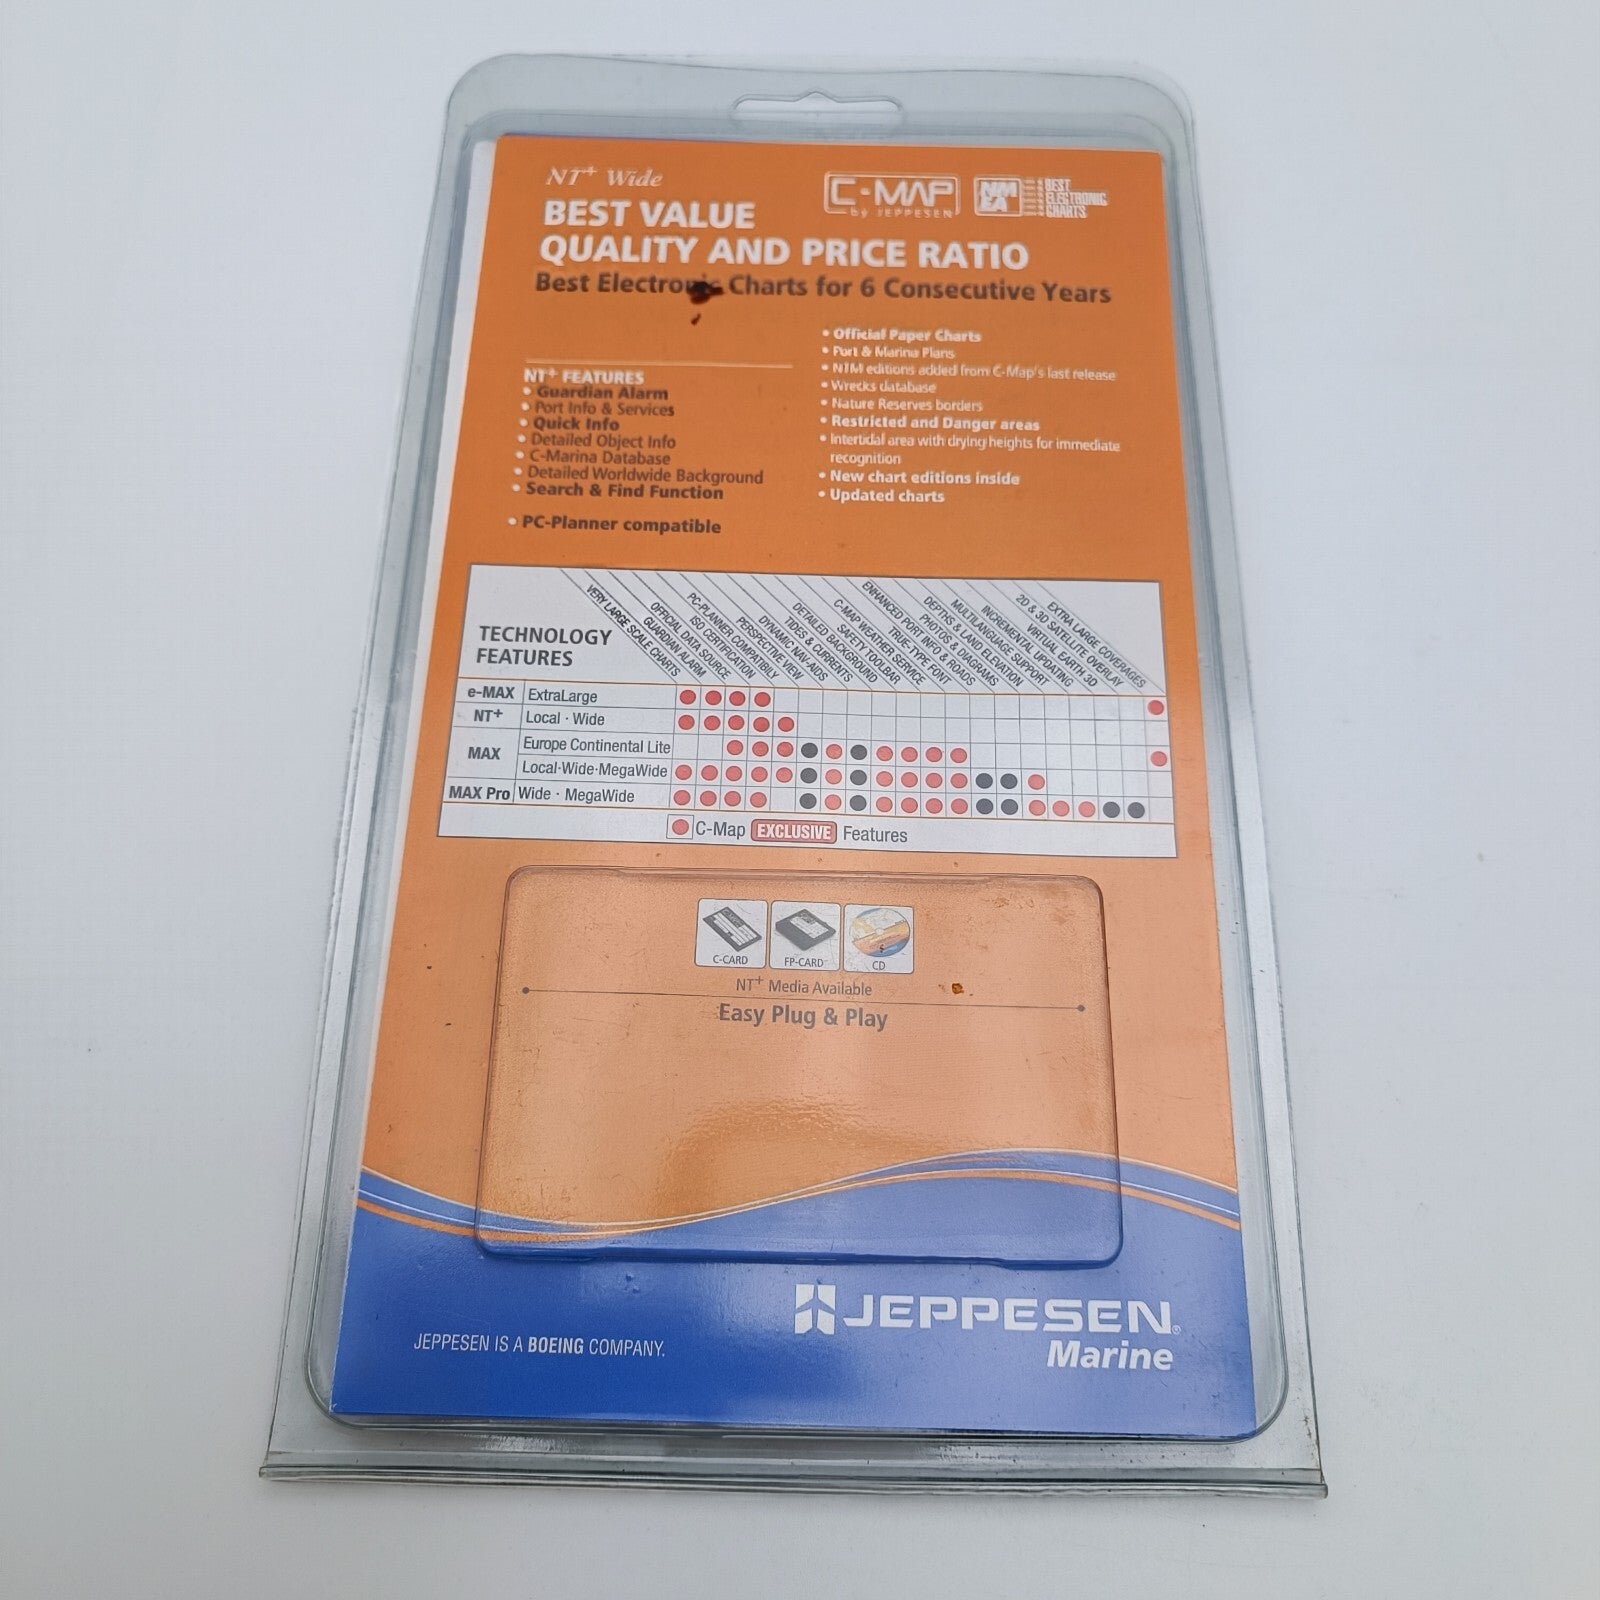 NT+ Wide
C-MAP
by JEPPESEN
NM
EA
BEST
ELECTRONIC
CHARTS
BEST VALUE
QUALITY AND PRICE RATIO
Best Electronic Charts for 6 Consecutive Years
NT+ FEATURES
• Guardian Alarm
• Port Info & Services
• Quick Info
• Detailed Object Info
• C-Marina Database
• Detailed Worldwide Background
• Search & Find Function
• PC-Planner compatible
• Official Paper Charts
• Port & Marina Plans
• NTM editions added from C-Map's last release
• Wrecks database
• Nature Reserves borders
• Restricted and Danger areas
• Intertidal area with drying heights for immediate
recognition
• New chart editions inside
• Updated charts
TECHNOLOGY
FEATURES
VERY LARGE SCALE CHARTS
GUARDIAN ALARM
OFFICIAL DATA SOURCE
ISO CERTIFICATION
PC-PLANNER COMPATIBILY
PERSPECTIVE VIEW
DYNAMIC NAV-AIDS
TIDES & CURRENTS
DETAILED BACKGROUND
SAFETY TOOLBAR
C-MAP WEATHER SERVICE
TRUE-TYPE FONT
ENHANCED PORT INFO & ROADS
PHOTOS & DIAGRAMS
DEPTHS & LAND ELEVATION
MULTILANGUAGE SUPPORT
INCREMENTAL UPDATING
VIRTUAL EARTH 3D
2D & 3D SATELLITE OVERLAY
EXTRA LARGE COVERAGES
e-MAX ExtraLarge
NT+ Local · Wide
MAX
Europe Continental Lite
Local·Wide·MegaWide
MAX Pro Wide · MegaWide
C-Map EXCLUSIVE Features
C-CARD
FP-CARD
CD
NT+ Media Available
Easy Plug & Play
JEPPESEN®
Marine
JEPPESEN IS A BOEING COMPANY.